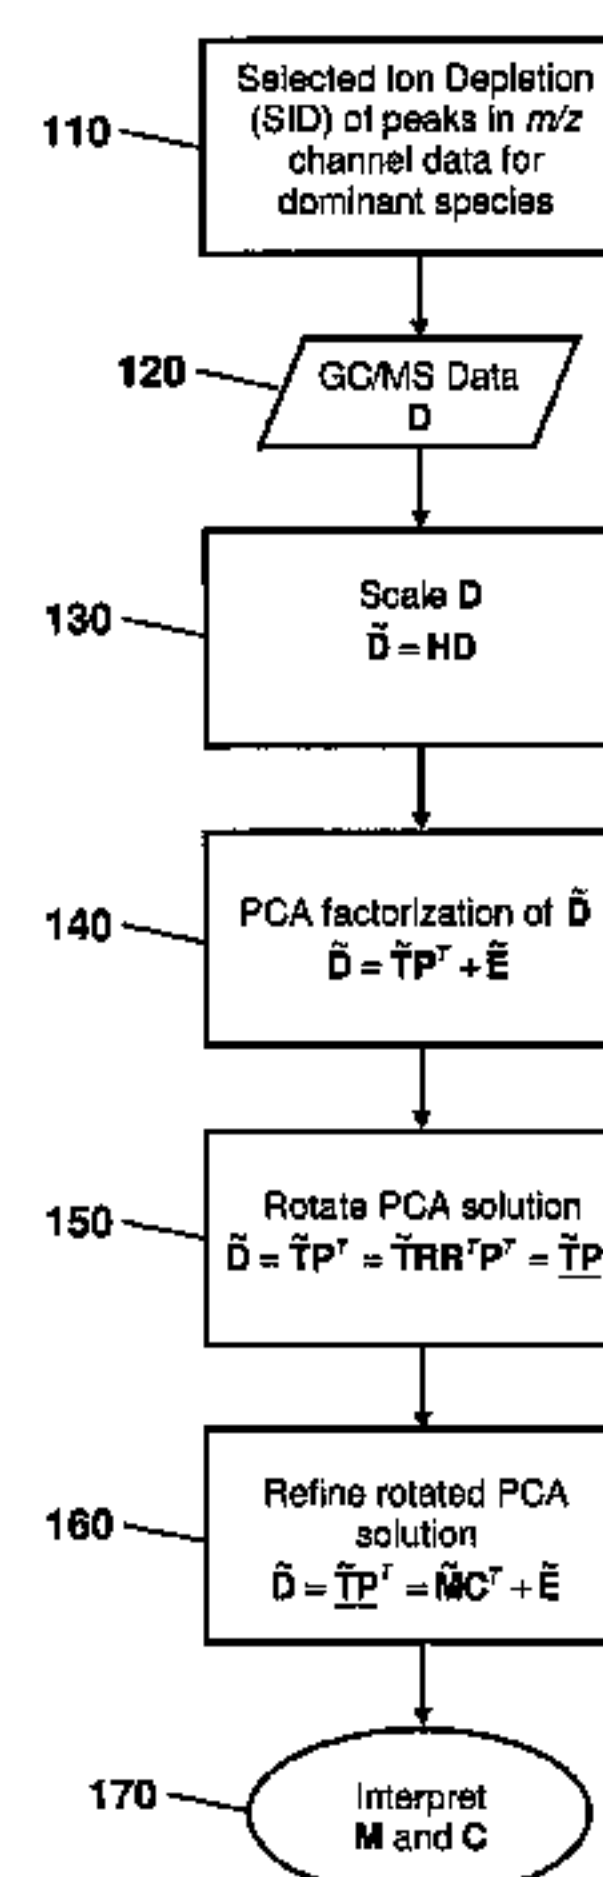 110
Selected Ion Depletion
(SID) of peaks in m/z
channel data for
dominant species
120
GC/MS Data
D
130
Scale D
D̃ = HD
140
PCA factorization of D̃
D̃ = T̃Pᵀ + Ẽ
150
Rotate PCA solution
D̃ = T̃Pᵀ = T̃RRᵀPᵀ = T̃P
160
Refine rotated PCA
solution
D̃ = T̃Pᵀ = M̃Cᵀ + Ẽ
170
Interpret
M and C